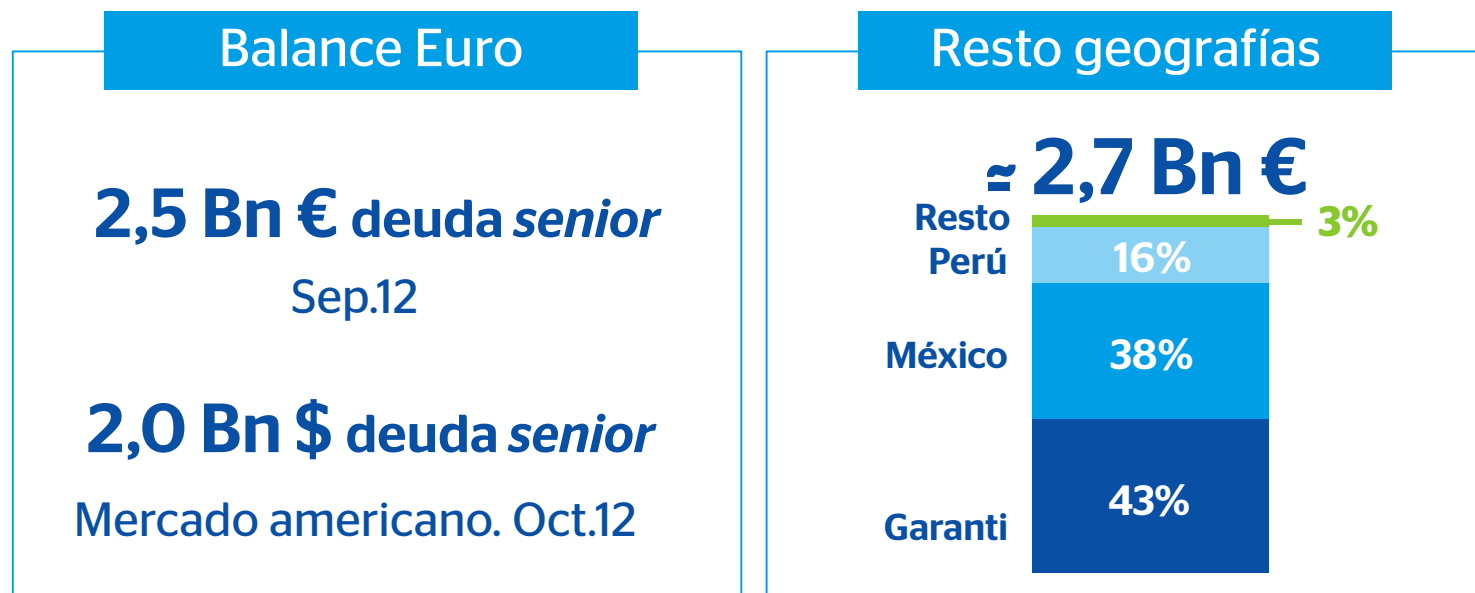 Balance Euro
2,5 Bn € deuda senior
Sep.12
2,0 Bn $ deuda senior
Mercado americano. Oct.12
Resto geografías
≃ 2,7 Bn €
Resto 3%
Perú 16%
México 38%
Garanti 43%